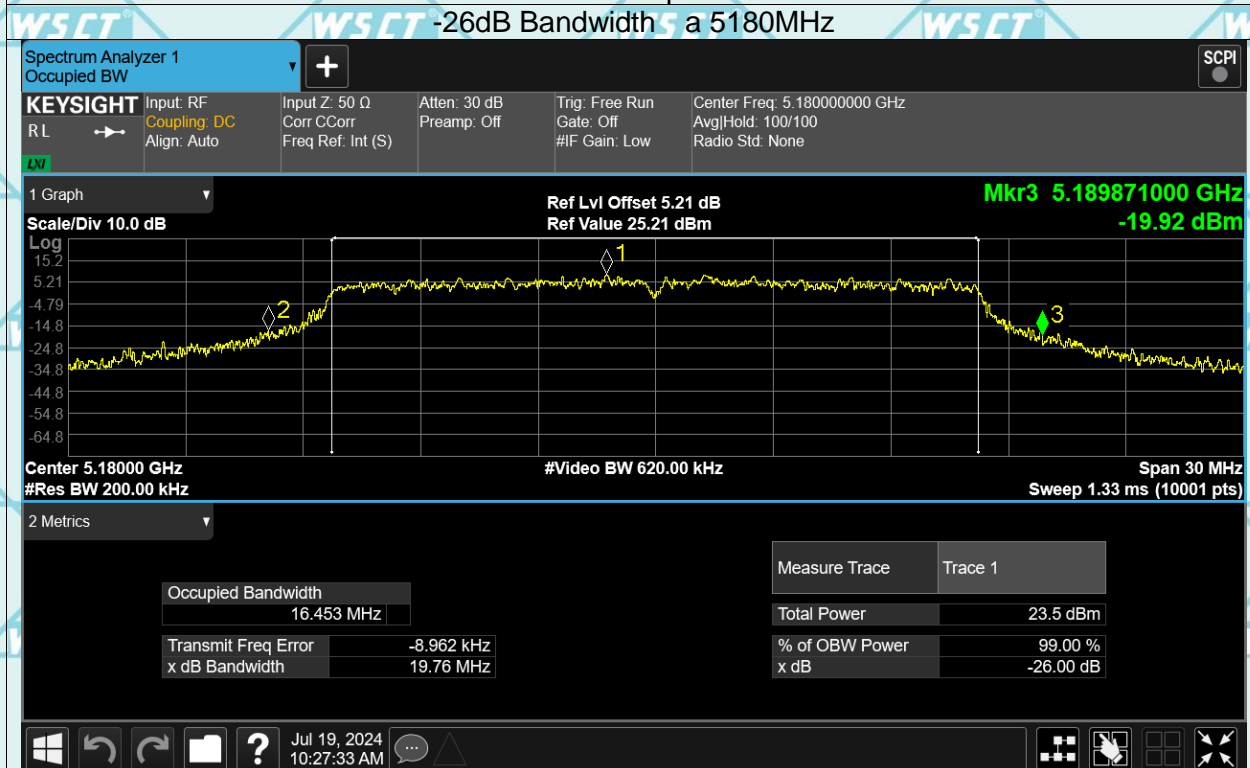 WSCT WSCT WSCT
-26dB Bandwidth a 5180MHz
Spectrum Analyzer 1
Occupied BW
SCPI
KEYSIGHT
R L
LXI
Input: RF
Coupling: DC
Align: Auto
Input Z: 50 Ω
Corr CCorr
Freq Ref: Int (S)
Atten: 30 dB
Preamp: Off
Trig: Free Run
Gate: Off
#IF Gain: Low
Center Freq: 5.180000000 GHz
Avg|Hold: 100/100
Radio Std: None
1 Graph
Scale/Div 10.0 dB
Ref Lvl Offset 5.21 dB
Ref Value 25.21 dBm
Mkr3 5.189871000 GHz
-19.92 dBm
Log
15.2
5.21
-4.79
-14.8
-24.8
-34.8
-44.8
-54.8
-64.8
1
2
3
Center 5.18000 GHz
#Res BW 200.00 kHz
#Video BW 620.00 kHz
Span 30 MHz
Sweep 1.33 ms (10001 pts)
2 Metrics
Occupied Bandwidth
16.453 MHz
Transmit Freq Error -8.962 kHz
x dB Bandwidth 19.76 MHz
Measure Trace Trace 1
Total Power 23.5 dBm
% of OBW Power 99.00 %
x dB -26.00 dB
Jul 19, 2024
10:27:33 AM